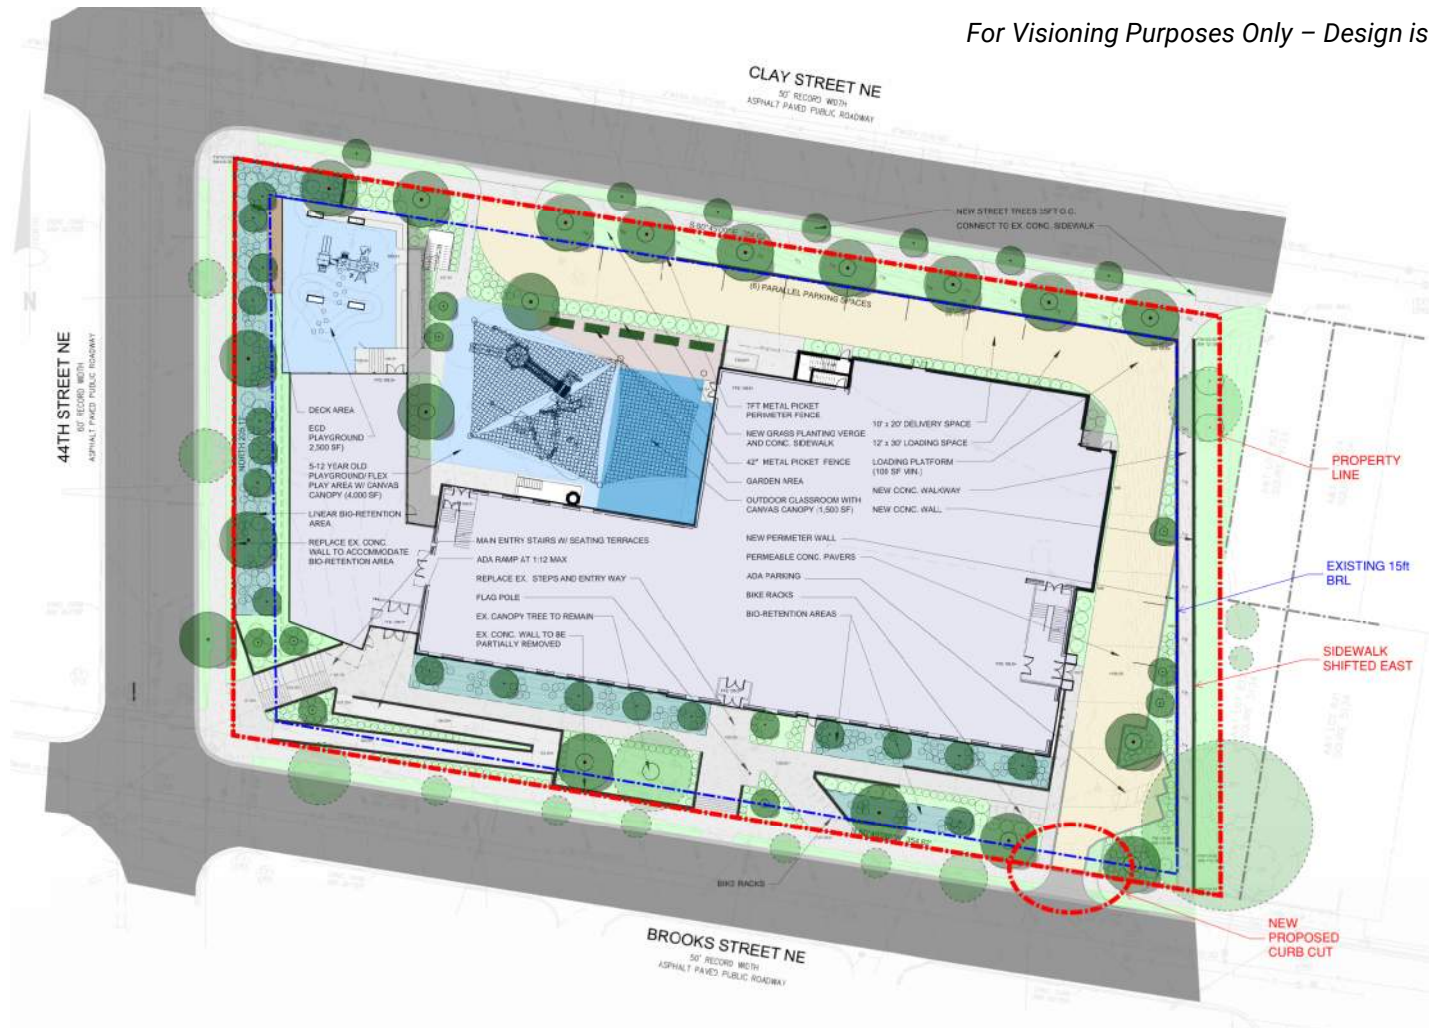 For Visioning Purposes Only – Design is
CLAY STREET NE
50' RECORD WIDTH
ASPHALT PAVED PUBLIC ROADWAY
NEW STREET TREES 35FT O.C.
CONNECT TO EX. CONC. SIDEWALK
(6) PARALLEL PARKING SPACES
N
44TH STREET NE
60' RECORD WIDTH
ASPHALT PAVED PUBLIC ROADWAY
DECK AREA
ECD
PLAYGROUND
2,500 SF)
5-12 YEAR OLD
PLAYGROUND/ FLEX
PLAY AREA W/ CANVAS
CANOPY (4,000 SF)
LINEAR BIO-RETENTION
AREA
REPLACE EX. CONC.
WALL TO ACCOMMODATE
BIO-RETENTION AREA
7FT METAL PICKET
PERIMETER FENCE
NEW GRASS PLANTING VERGE
AND CONC. SIDEWALK
42" METAL PICKET FENCE
GARDEN AREA
OUTDOOR CLASSROOM WITH
CANVAS CANOPY (1,500 SF)
10' x 20' DELIVERY SPACE
12' x 30' LOADING SPACE
LOADING PLATFORM
(100 SF MIN.)
NEW CONC. WALKWAY
NEW CONC. WALL
MAIN ENTRY STAIRS W/ SEATING TERRACES
ADA RAMP AT 1:12 MAX
REPLACE EX. STEPS AND ENTRY WAY
FLAG POLE
EX. CANOPY TREE TO REMAIN
EX. CONC. WALL TO BE
PARTIALLY REMOVED
NEW PERIMETER WALL
PERMEABLE CONC. PAVERS
ADA PARKING
BIKE RACKS
BIO-RETENTION AREAS
PROPERTY
LINE
EXISTING 15ft
BRL
SIDEWALK
SHIFTED EAST
BIKE RACKS
NEW
PROPOSED
CURB CUT
BROOKS STREET NE
50' RECORD WIDTH
ASPHALT PAVED PUBLIC ROADWAY